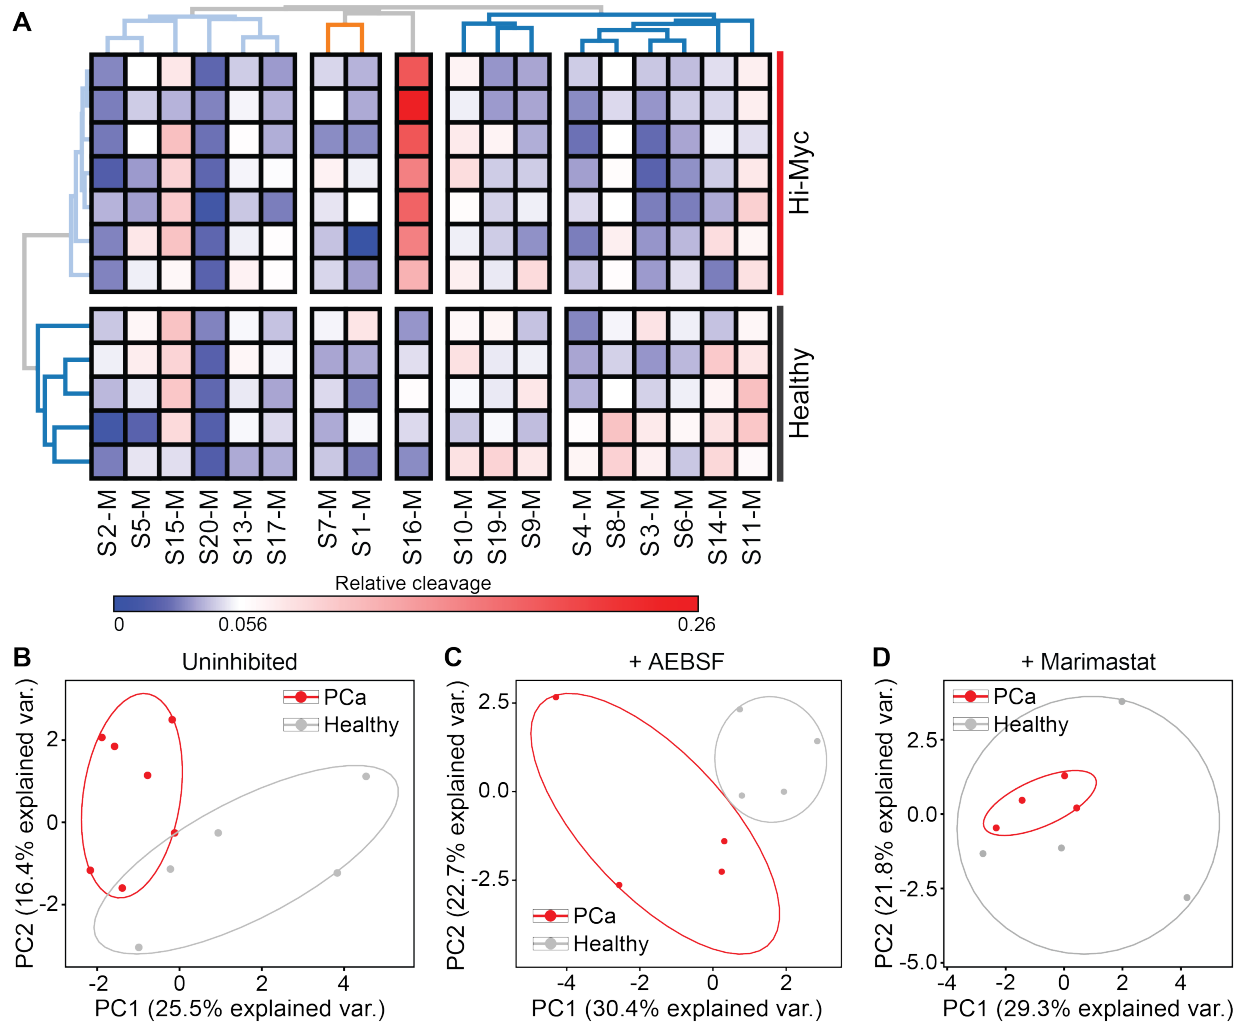 A
Hi-Myc
Healthy
S2-M S5-M S15-M S20-M S13-M S17-M S7-M S1-M S16-M S10-M S19-M S9-M S4-M S8-M S3-M S6-M S14-M S11-M
Relative cleavage
0 0.056 0.26
B
Uninhibited
PCa
Healthy
PC2 (16.4% explained var.)
2
0
-2
-2 0 2 4
PC1 (25.5% explained var.)
C
+ AEBSF
PC2 (22.7% explained var.)
2.5
0.0
-2.5
PCa
Healthy
-4 -2 0 2
PC1 (30.4% explained var.)
D
+ Marimastat
PCa
Healthy
PC2 (21.8% explained var.)
2.5
0.0
-2.5
-5.0
-4 -2 0 2 4
PC1 (29.3% explained var.)